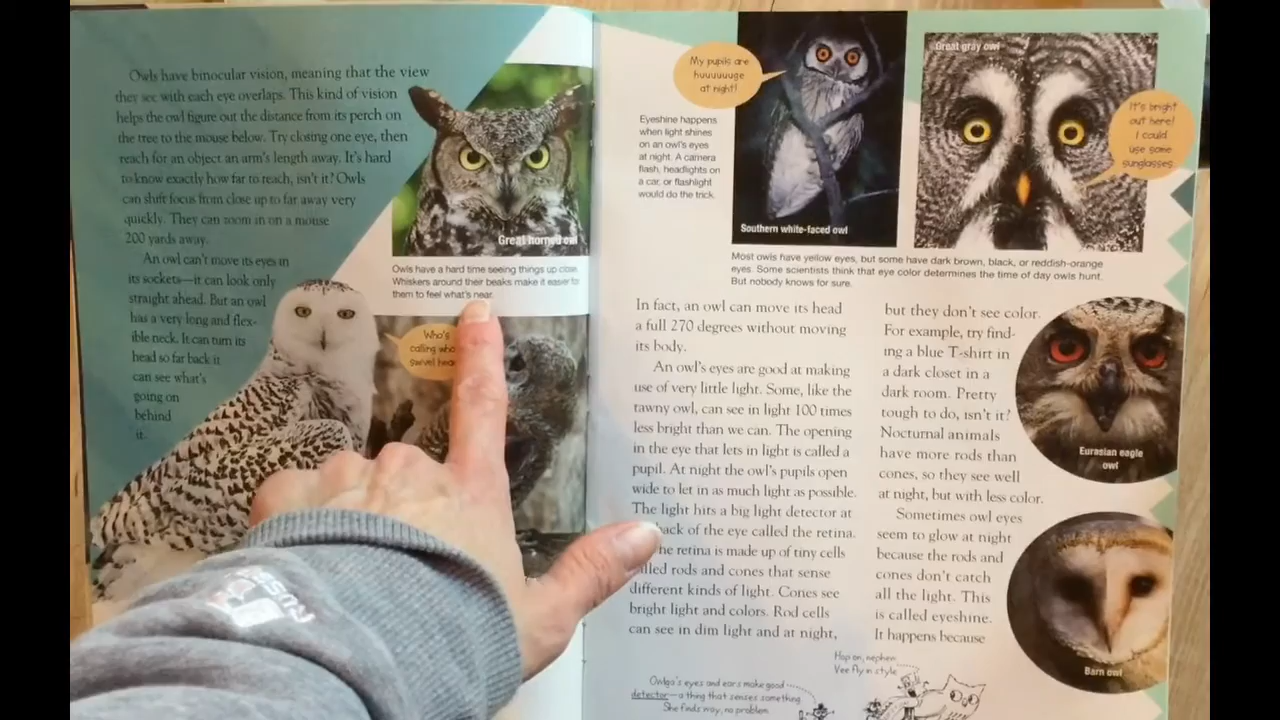 Owls have binocular vision, meaning that the view
they see with each eye overlaps. This kind of vision
helps the owl figure out the distance from its perch on
the tree to the mouse below. Try closing one eye, then
reach for an object an arm's length away. It's hard
to know exactly how far to reach, isn't it? Owls
can shift focus from close up to far away very
quickly. They can zoom in on a mouse
200 yards away.
An owl can't move its eyes in
its sockets—it can look only
straight ahead. But an owl
has a very long and flex-
ible neck. It can turn its
head so far back it
can see what's
going on
behind
it.
Great horned owl
Owls have a hard time seeing things up close.
Whiskers around their beaks make it easier for
them to feel what's near.
Who's
calling who
swivel head
My pupils are
huuuuuuge
at night!
Eyeshine happens
when light shines
on an owl's eyes
at night. A camera
flash, headlights on
a car, or flashlight
would do the trick.
Southern white-faced owl
Great gray owl
It's bright
out here!
I could
use some
sunglasses.
Most owls have yellow eyes, but some have dark brown, black, or reddish-orange
eyes. Some scientists think that eye color determines the time of day owls hunt.
But nobody knows for sure.
In fact, an owl can move its head
a full 270 degrees without moving
its body.
An owl's eyes are good at making
use of very little light. Some, like the
tawny owl, can see in light 100 times
less bright than we can. The opening
in the eye that lets in light is called a
pupil. At night the owl's pupils open
wide to let in as much light as possible.
The light hits a big light detector at
back of the eye called the retina.
he retina is made up of tiny cells
alled rods and cones that sense
different kinds of light. Cones see
bright light and colors. Rod cells
can see in dim light and at night,
but they don't see color.
For example, try find-
ing a blue T-shirt in
a dark closet in a
dark room. Pretty
tough to do, isn't it?
Nocturnal animals
have more rods than
cones, so they see well
at night, but with less color.
Sometimes owl eyes
seem to glow at night
because the rods and
cones don't catch
all the light. This
is called eyeshine.
It happens because
Eurasian eagle
owl
Barn owl
Owlga's eyes and ears make good
detector—a thing that senses something.
She finds way, no problem.
Hop on, nephew.
Vee fly in style.